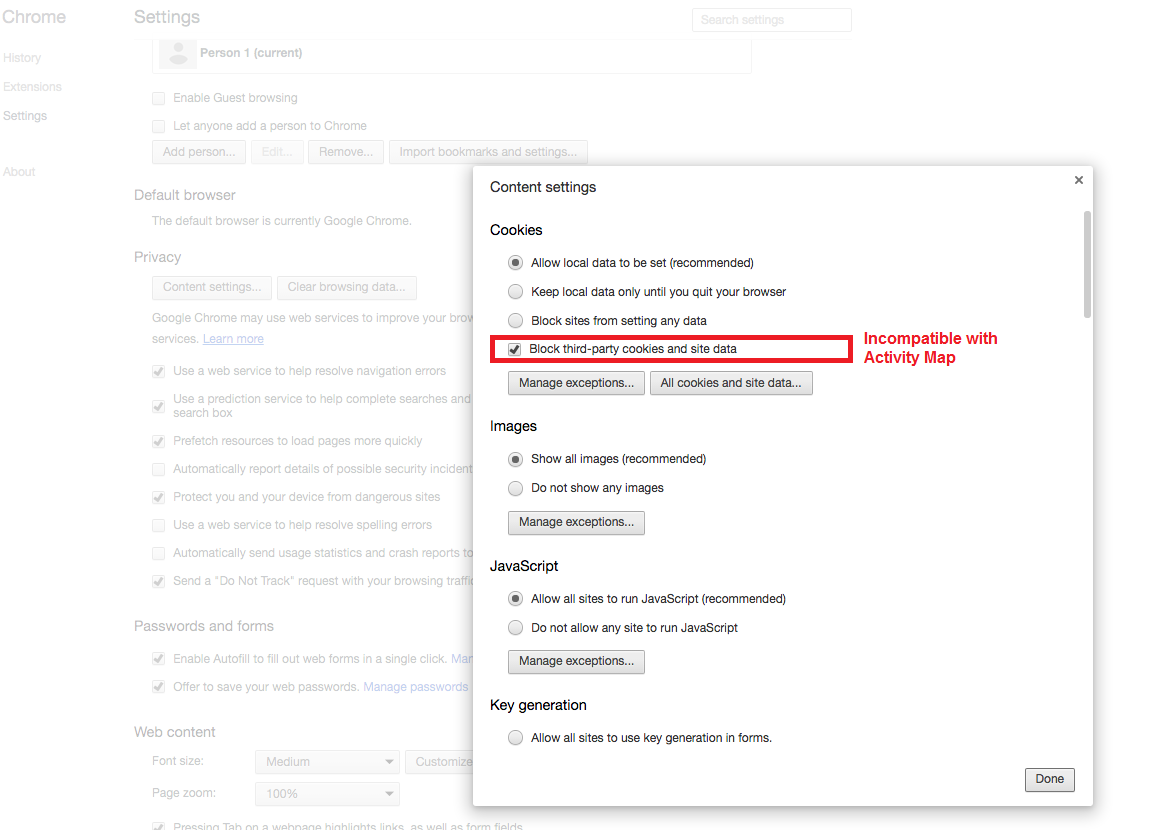 Chrome
Settings
Search settings
History
Extensions
Settings
About
Person 1 (current)
Enable Guest browsing
Let anyone add a person to Chrome
Add person... Edit... Remove... Import bookmarks and settings...
Default browser
The default browser is currently Google Chrome.
Privacy
Content settings... Clear browsing data...
Google Chrome may use web services to improve your brow
services. Learn more
Use a web service to help resolve navigation errors
Use a prediction service to help complete searches and
search box
Prefetch resources to load pages more quickly
Automatically report details of possible security incident
Protect you and your device from dangerous sites
Use a web service to help resolve spelling errors
Automatically send usage statistics and crash reports to
Send a "Do Not Track" request with your browsing traffic
Passwords and forms
Enable Autofill to fill out web forms in a single click. Man
Offer to save your web passwords. Manage passwords
Web content
Font size: Medium Customize
Page zoom: 100%
Pressing Tab on a webpage highlights links, as well as form fields
Content settings
×
Cookies
Allow local data to be set (recommended)
Keep local data only until you quit your browser
Block sites from setting any data
Block third-party cookies and site data
Incompatible with
Activity Map
Manage exceptions... All cookies and site data...
Images
Show all images (recommended)
Do not show any images
Manage exceptions...
JavaScript
Allow all sites to run JavaScript (recommended)
Do not allow any site to run JavaScript
Manage exceptions...
Key generation
Allow all sites to use key generation in forms.
Done